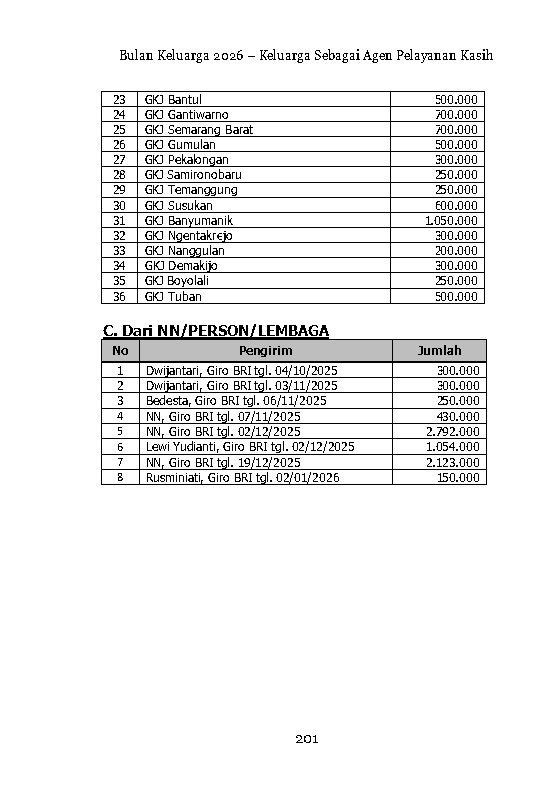 Bulan Keluarga 2026 – Keluarga Sebagai Agen Pelayanan Kasih
23 GKJ Bantul 500.000
24 GKJ Gantiwarno 700.000
25 GKJ Semarang Barat 700.000
26 GKJ Gumulan 500.000
27 GKJ Pekalongan 300.000
28 GKJ Samironobaru 250.000
29 GKJ Temanggung 250.000
30 GKJ Susukan 600.000
31 GKJ Banyumanik 1.050.000
32 GKJ Ngentakrejo 300.000
33 GKJ Nanggulan 200.000
34 GKJ Demakijo 300.000
35 GKJ Boyolali 250.000
36 GKJ Tuban 500.000
C. Dari NN/PERSON/LEMBAGA
No Pengirim Jumlah
1 Dwijantari, Giro BRI tgl. 04/10/2025 300.000
2 Dwijantari, Giro BRI tgl. 03/11/2025 300.000
3 Bedesta, Giro BRI tgl. 06/11/2025 250.000
4 NN, Giro BRI tgl. 07/11/2025 430.000
5 NN, Giro BRI tgl. 02/12/2025 2.792.000
6 Lewi Yudianti, Giro BRI tgl. 02/12/2025 1.054.000
7 NN, Giro BRI tgl. 19/12/2025 2.123.000
8 Rusminiati, Giro BRI tgl. 02/01/2026 150.000
201